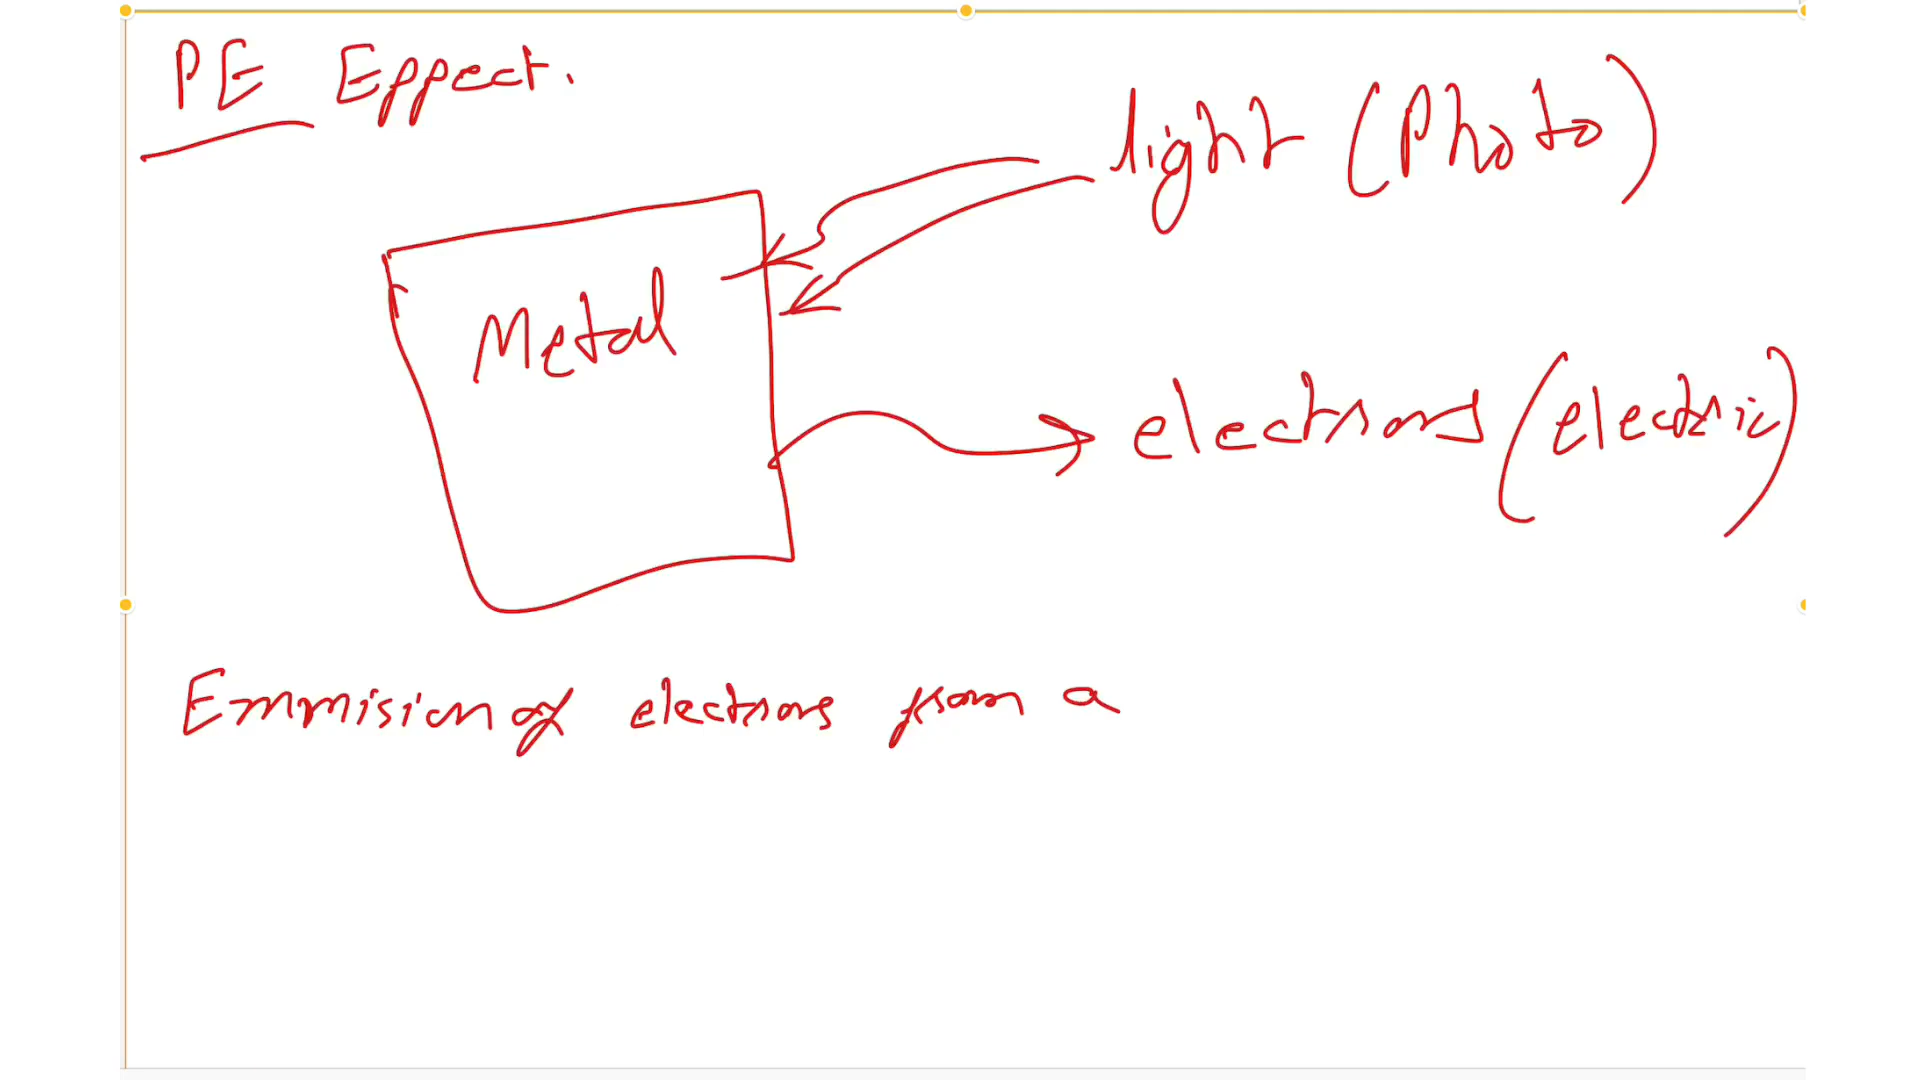 PE Effect.
light (Photo)
Metal
electrons (electric)
Emmision of electrons from a